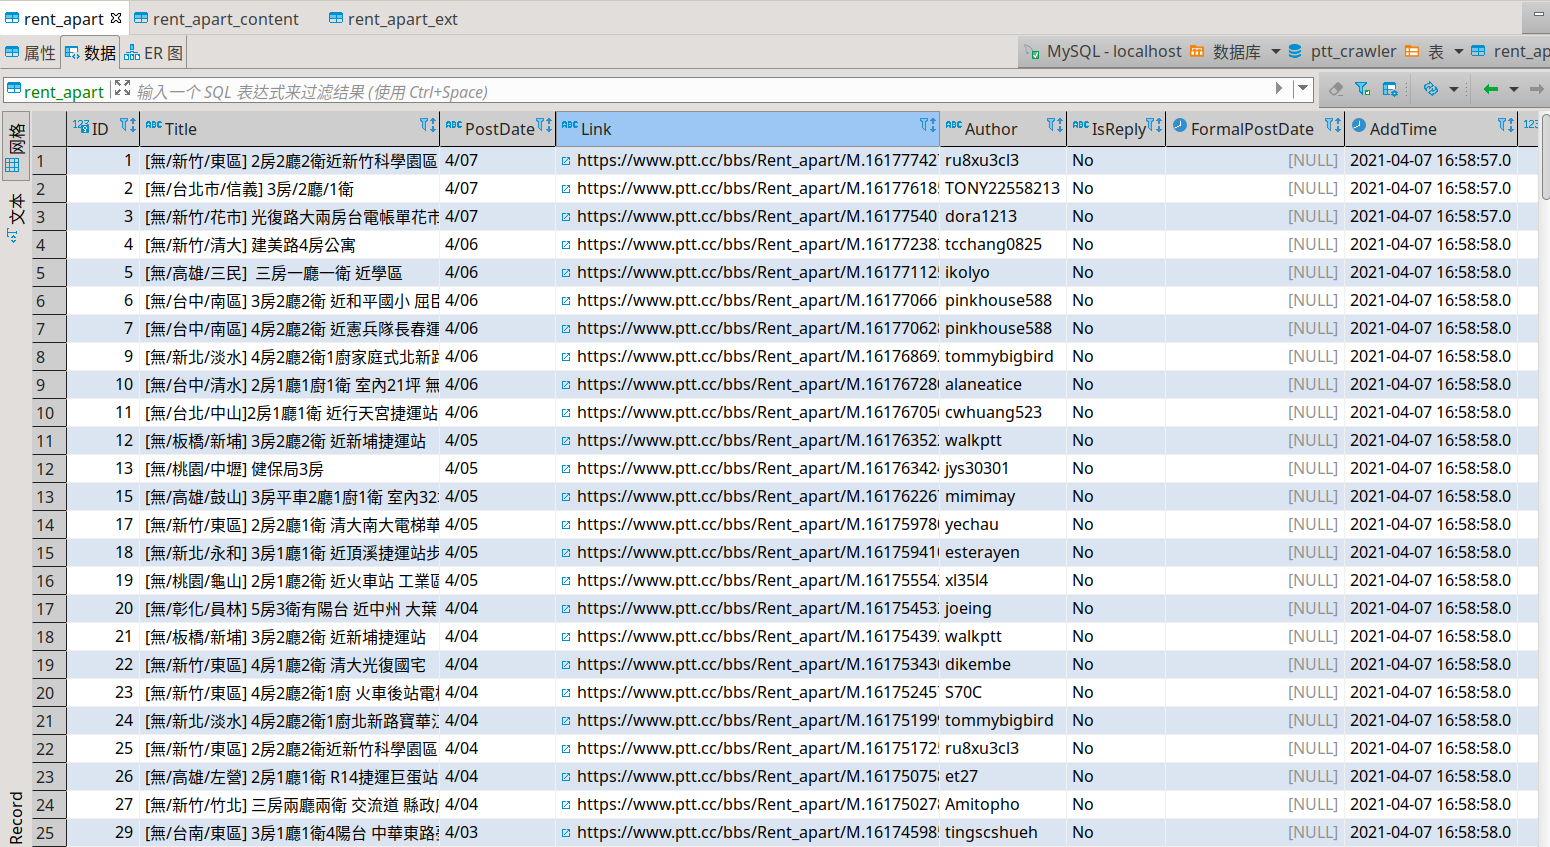 rent_apart rent_apart_content rent_apart_ext
属性 数据 ER 图 MySQL - localhost 数据库 ptt_crawler 表 rent_ap
rent_apart 输入一个 SQL 表达式来过滤结果 (使用 Ctrl+Space)
网格
文本
Record
123 ID ABC Title ABC PostDate ABC Link ABC Author ABC IsReply FormalPostDate AddTime 123
1 1 [無/新竹/東區] 2房2廳2衛近新竹科學園區 4/07 https://www.ptt.cc/bbs/Rent_apart/M.16177742 ru8xu3cl3 No [NULL] 2021-04-07 16:58:57.0
2 2 [無/台北市/信義] 3房/2廳/1衛 4/07 https://www.ptt.cc/bbs/Rent_apart/M.16177618 TONY22558213 No [NULL] 2021-04-07 16:58:57.0
3 3 [無/新竹/花市] 光復路大兩房台電帳單花市 4/07 https://www.ptt.cc/bbs/Rent_apart/M.16177540 dora1213 No [NULL] 2021-04-07 16:58:57.0
4 4 [無/新竹/清大] 建美路4房公寓 4/06 https://www.ptt.cc/bbs/Rent_apart/M.16177238 tcchang0825 No [NULL] 2021-04-07 16:58:58.0
5 5 [無/高雄/三民] 三房一廳一衛 近學區 4/06 https://www.ptt.cc/bbs/Rent_apart/M.16177112 ikolyo No [NULL] 2021-04-07 16:58:58.0
6 6 [無/台中/南區] 3房2廳2衛 近和平國小 屈臣 4/06 https://www.ptt.cc/bbs/Rent_apart/M.16177066 pinkhouse588 No [NULL] 2021-04-07 16:58:58.0
7 7 [無/台中/南區] 4房2廳2衛 近憲兵隊長春運 4/06 https://www.ptt.cc/bbs/Rent_apart/M.16177062 pinkhouse588 No [NULL] 2021-04-07 16:58:58.0
8 9 [無/新北/淡水] 4房2廳2衛1廚家庭式北新路 4/06 https://www.ptt.cc/bbs/Rent_apart/M.16176869 tommybigbird No [NULL] 2021-04-07 16:58:58.0
9 10 [無/台中/清水] 2房1廳1廚1衛 室內21坪 無 4/06 https://www.ptt.cc/bbs/Rent_apart/M.16176728 alaneatice No [NULL] 2021-04-07 16:58:58.0
10 11 [無/台北/中山]2房1廳1衛 近行天宮捷運站 4/06 https://www.ptt.cc/bbs/Rent_apart/M.16176705 cwhuang523 No [NULL] 2021-04-07 16:58:58.0
11 12 [無/板橋/新埔] 3房2廳2衛 近新埔捷運站 4/05 https://www.ptt.cc/bbs/Rent_apart/M.16176352 walkptt No [NULL] 2021-04-07 16:58:58.0
12 13 [無/桃園/中壢] 健保局3房 4/05 https://www.ptt.cc/bbs/Rent_apart/M.16176342 jys30301 No [NULL] 2021-04-07 16:58:58.0
13 15 [無/高雄/鼓山] 3房平車2廳1廚1衛 室內32 4/05 https://www.ptt.cc/bbs/Rent_apart/M.16176226 mimimay No [NULL] 2021-04-07 16:58:58.0
14 17 [無/新竹/東區] 2房2廳1衛 清大南大電梯華 4/05 https://www.ptt.cc/bbs/Rent_apart/M.16175978 yechau No [NULL] 2021-04-07 16:58:58.0
15 18 [無/新北/永和] 3房1廳1衛 近頂溪捷運站步 4/05 https://www.ptt.cc/bbs/Rent_apart/M.16175941 esterayen No [NULL] 2021-04-07 16:58:58.0
16 19 [無/桃園/龜山] 2房1廳2衛 近火車站 工業區 4/05 https://www.ptt.cc/bbs/Rent_apart/M.16175554 xl35l4 No [NULL] 2021-04-07 16:58:58.0
17 20 [無/彰化/員林] 5房3衛有陽台 近中州 大葉 4/04 https://www.ptt.cc/bbs/Rent_apart/M.16175453 joeing No [NULL] 2021-04-07 16:58:58.0
18 21 [無/板橋/新埔] 3房2廳2衛 近新埔捷運站 4/04 https://www.ptt.cc/bbs/Rent_apart/M.16175439 walkptt No [NULL] 2021-04-07 16:58:58.0
19 22 [無/新竹/東區] 4房1廳2衛 清大光復國宅 4/04 https://www.ptt.cc/bbs/Rent_apart/M.16175343 dikembe No [NULL] 2021-04-07 16:58:58.0
20 23 [無/新竹/東區] 4房2廳2衛1廚 火車後站電梯 4/04 https://www.ptt.cc/bbs/Rent_apart/M.16175245 S70C No [NULL] 2021-04-07 16:58:58.0
21 24 [無/新北/淡水] 4房2廳2衛1廚北新路寶華江 4/04 https://www.ptt.cc/bbs/Rent_apart/M.16175199 tommybigbird No [NULL] 2021-04-07 16:58:58.0
22 25 [無/新竹/東區] 2房2廳2衛近新竹科學園區 4/04 https://www.ptt.cc/bbs/Rent_apart/M.16175172 ru8xu3cl3 No [NULL] 2021-04-07 16:58:58.0
23 26 [無/高雄/左營] 2房1廳1衛 R14捷運巨蛋站 4/04 https://www.ptt.cc/bbs/Rent_apart/M.16175075 et27 No [NULL] 2021-04-07 16:58:58.0
24 27 [無/新竹/竹北] 三房兩廳兩衛 交流道 縣政府 4/04 https://www.ptt.cc/bbs/Rent_apart/M.16175027 Amitopho No [NULL] 2021-04-07 16:58:58.0
25 29 [無/台南/東區] 3房1廳1衛4陽台 中華東路 4/03 https://www.ptt.cc/bbs/Rent_apart/M.16174598 tingscshueh No [NULL] 2021-04-07 16:58:58.0